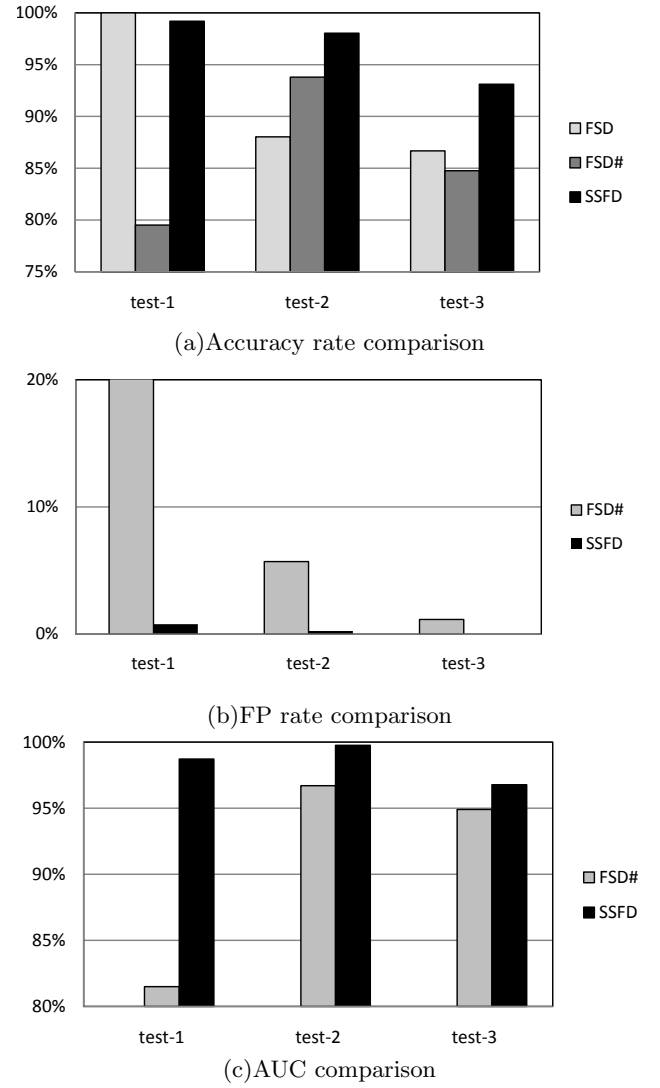 100%
95%
90%
85%
80%
75%
FSD
FSD#
SSFD
test-1 test-2 test-3
(a)Accuracy rate comparison
20%
10%
0%
FSD#
SSFD
test-1 test-2 test-3
(b)FP rate comparison
100%
95%
90%
85%
80%
FSD#
SSFD
test-1 test-2 test-3
(c)AUC comparison